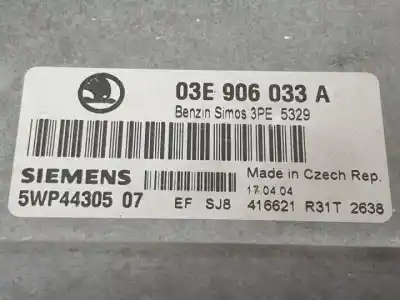 03E 906 033 A
Benzin Simos 3PE 5329
SIEMENS
Made in Czech Rep.
17.04.04
5WP44305 07
EF SJ8 416621 R31T 2638